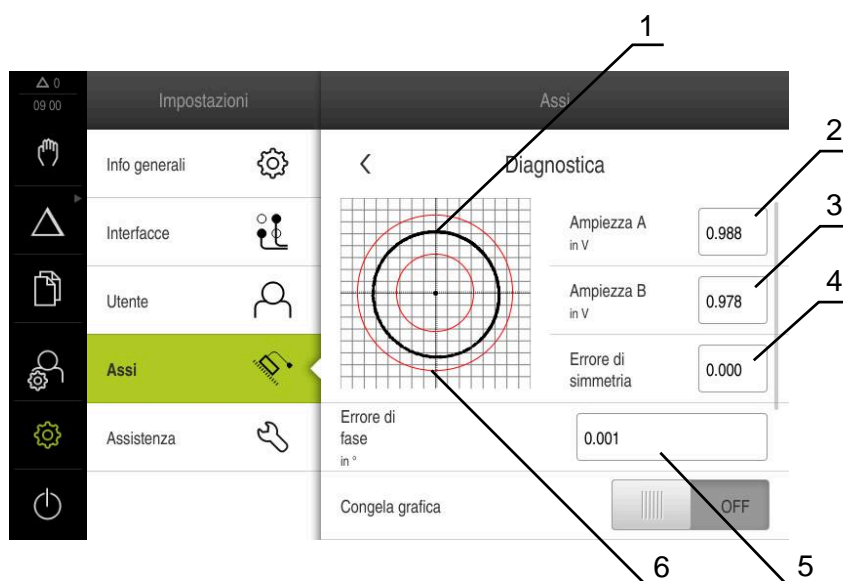 1
△ 0
09 00
Impostazioni
Assi
Info generali
Interfacce
Utente
Assi
Assistenza
Diagnostica
Ampiezza A
in V
0.988
2
Ampiezza B
in V
0.978
3
Errore di
simmetria
0.000
4
Errore di
fase
in °
0.001
Congela grafica
OFF
6
5